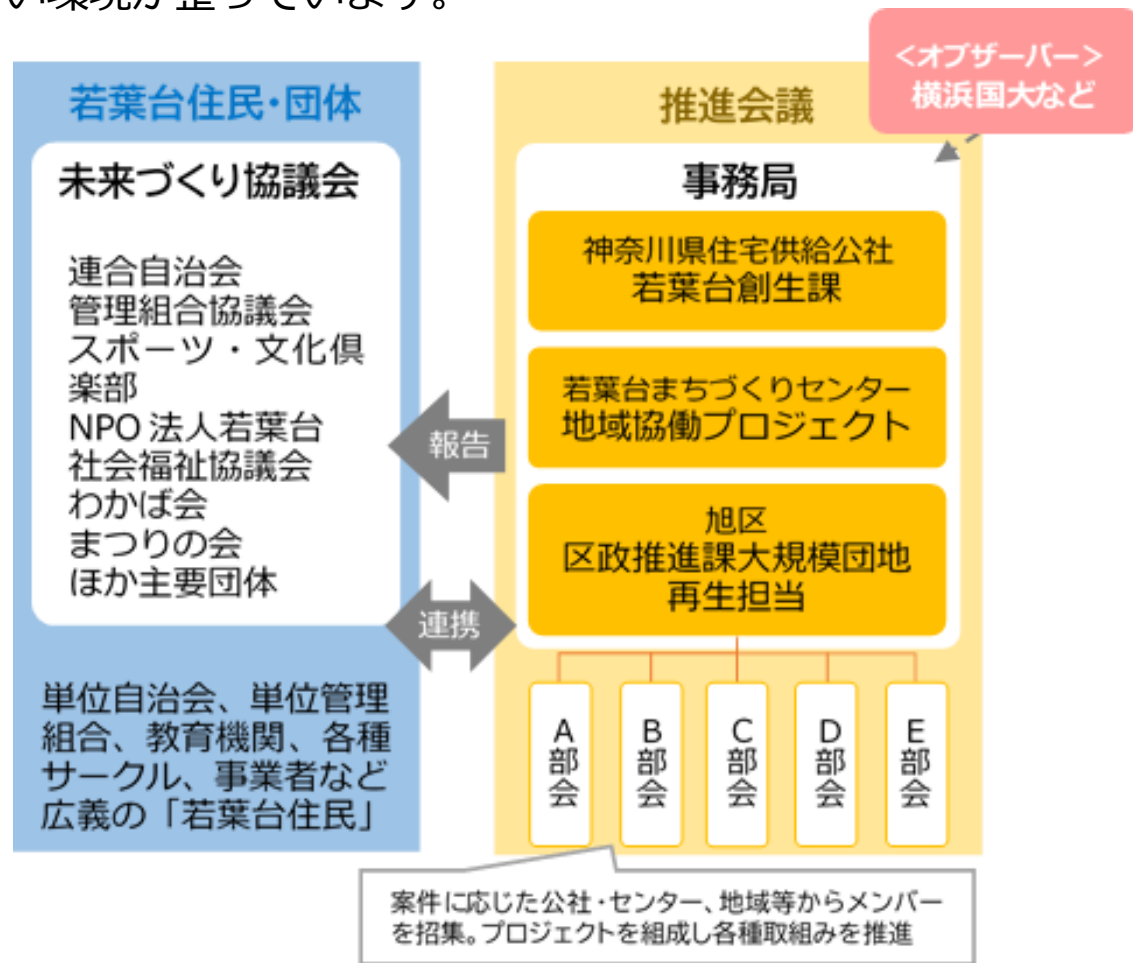 い環境が整っています。
<オブザーバー>
横浜国大など
若葉台住民・団体
未来づくり協議会
連合自治会
管理組合協議会
スポーツ・文化倶
楽部
NPO 法人若葉台
社会福祉協議会
わかば会
まつりの会
ほか主要団体
単位自治会、単位管理
組合、教育機関、各種
サークル、事業者など
広義の「若葉台住民」
報告
連携
推進会議
事務局
神奈川県住宅供給公社
若葉台創生課
若葉台まちづくりセンター
地域協働プロジェクト
旭区
区政推進課大規模団地
再生担当
A部会
B部会
C部会
D部会
E部会
案件に応じた公社・センター、地域等からメンバー
を招集。プロジェクトを組成し各種取組みを推進